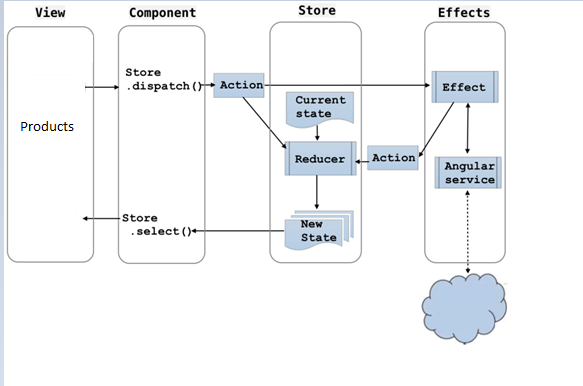 View
Component
Store
Effects
Store
.dispatch()
Action
Effect
Current
state
Products
Reducer
Action
Angular
service
Store
.select()
New
State